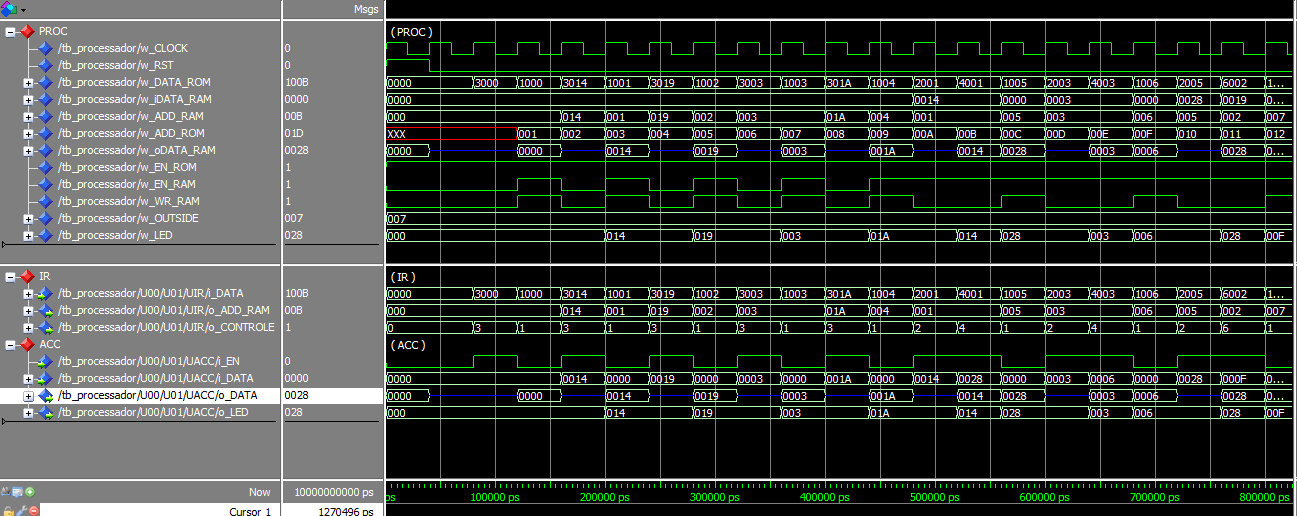 Msgs
PROC (PROC)
/tb_processador/w_CLOCK 0
/tb_processador/w_RST 0
/tb_processador/w_DATA_ROM 100B 0000 3000 1000 3014 1001 3019 1002 3003 1003 301A 1004 2001 4001 1005 2003 4003 1006 2005 6002 1...
/tb_processador/w_iDATA_RAM 0000 0000 0014 0000 0003 0000 0028 0019 0...
/tb_processador/w_ADD_RAM 00B 000 014 001 019 002 003 01A 004 001 005 003 006 005 002 007
/tb_processador/w_ADD_ROM 01D XXX 001 002 003 004 005 006 007 008 009 00A 00B 00C 00D 00E 00F 010 011 012
/tb_processador/w_oDATA_RAM 0028 0000 0000 0014 0019 0003 001A 0014 0028 0003 0006 0028 0...
/tb_processador/w_EN_ROM 1
/tb_processador/w_EN_RAM 1
/tb_processador/w_WR_RAM 1
/tb_processador/w_OUTSIDE 007 007
/tb_processador/w_LED 028 000 014 019 003 01A 014 028 003 006 028 00F
IR (IR)
/tb_processador/U00/U01/UIR/i_DATA 100B 0000 3000 1000 3014 1001 3019 1002 3003 1003 301A 1004 2001 4001 1005 2003 4003 1006 2005 6002 1...
/tb_processador/U00/U01/UIR/o_ADD_RAM 00B 000 014 001 019 002 003 01A 004 001 005 003 006 005 002 007
/tb_processador/U00/U01/UIR/o_CONTROLE 1 0 3 1 3 1 3 1 3 1 3 1 2 4 1 2 4 1 2 6 1
ACC (ACC)
/tb_processador/U00/U01/UACC/i_EN 0
/tb_processador/U00/U01/UACC/i_DATA 0000 0000 0014 0000 0019 0000 0003 0000 001A 0000 0014 0028 0000 0003 0006 0000 0028 000F 0...
/tb_processador/U00/U01/UACC/o_DATA 0028 0000 0000 0014 0019 0003 001A 0014 0028 0003 0006 0028 0...
/tb_processador/U00/U01/UACC/o_LED 028 000 014 019 003 01A 014 028 003 006 028 00F
Now 10000000000 ps ps 100000 ps 200000 ps 300000 ps 400000 ps 500000 ps 600000 ps 700000 ps 800000 ps
Cursor 1 1270496 ps